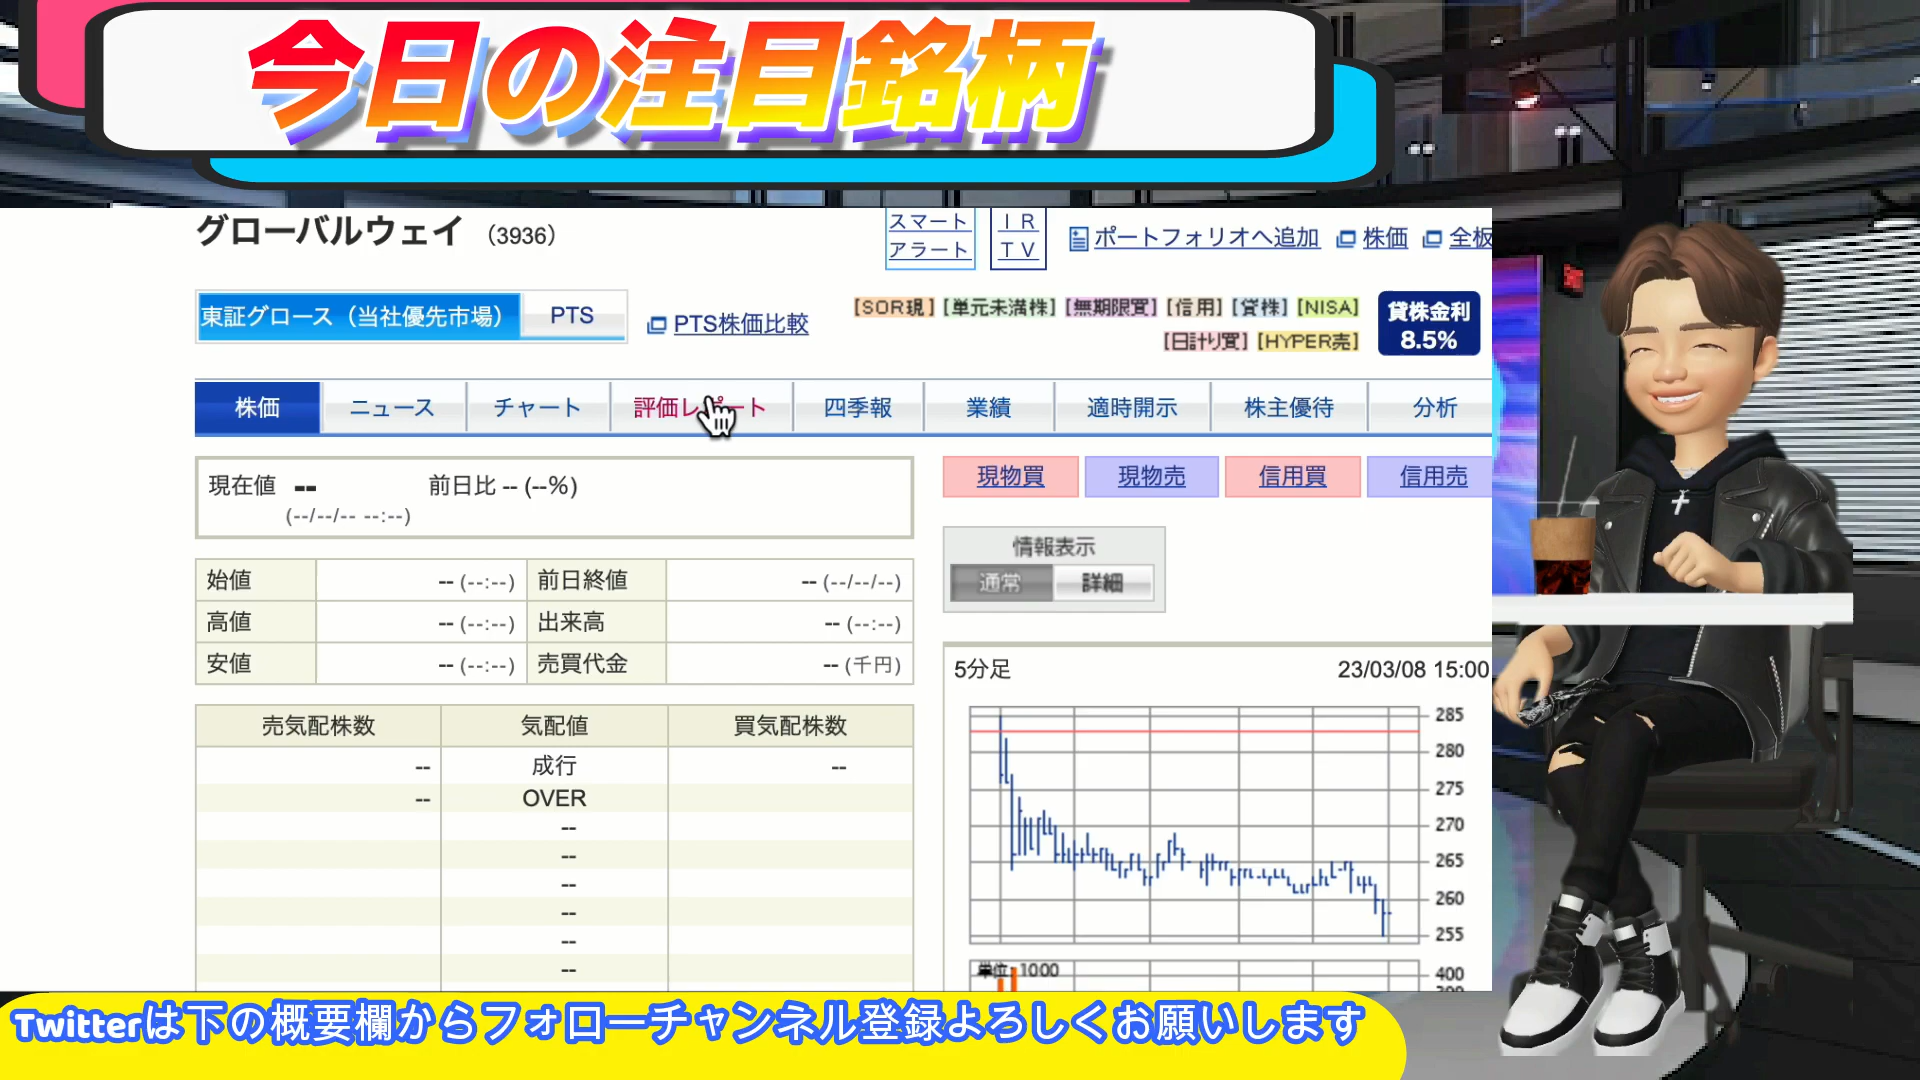 今日の注目銘柄
グローバルウェイ （3936）
スマート
アラート
ＩＲ
ＴＶ
ポートフォリオへ追加 株価 全板
東証グロース（当社優先市場） PTS PTS株価比較
[SOR現] [単元未満株] [無期限買] [信用] [貸株] [NISA]
[日計り買] [HYPER売]
貸株金利
8.5%
株価 ニュース チャート 評価レポート 四季報 業績 適時開示 株主優待 分析
現在値 -- 前日比 -- (--%)
(--/--/-- --:--)
現物買 現物売 信用買 信用売
情報表示
通常 詳細
始値 -- (--:--) 前日終値 -- (--/--/--)
高値 -- (--:--) 出来高 -- (--:--)
安値 -- (--:--) 売買代金 -- (千円)
売気配株数 気配値 買気配株数
-- 成行 --
-- OVER
--
--
--
--
--
--
5分足 23/03/08 15:00
285
280
275
270
265
260
255
単位: 1000
400
Twitterは下の概要欄からフォローチャンネル登録よろしくお願いします